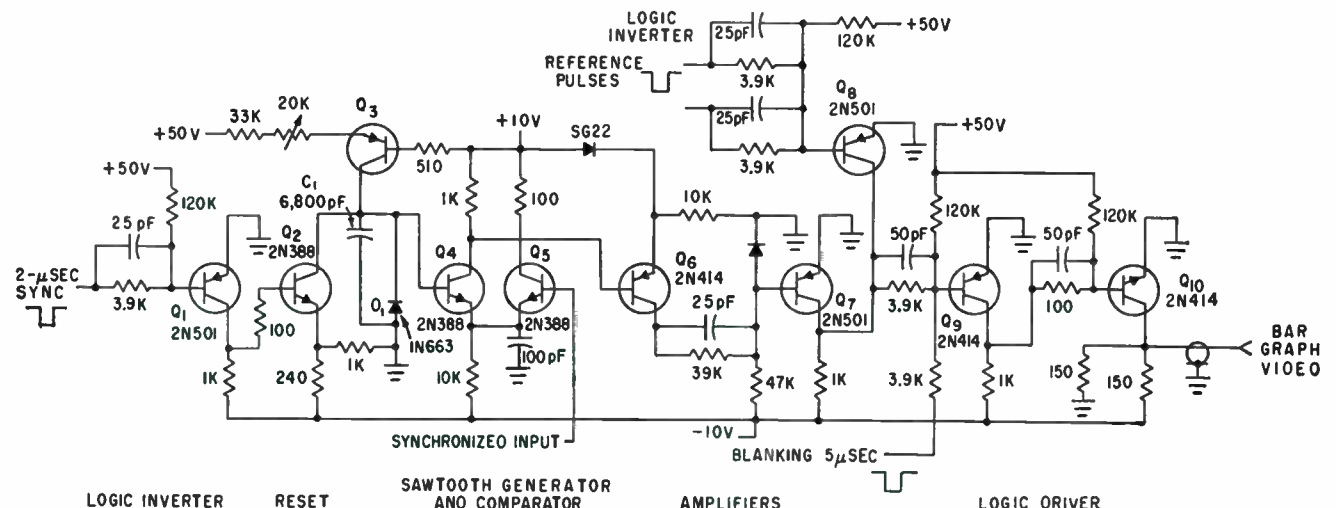 LOGIC INVERTER
25pF
120K
+50V
REFERENCE PULSES
3.9K
25pF
3.9K
Q8
2N501
+50V
33K
20K
Q3
510
+10V
SG22
+50V
120K
25pF
2-μSEC SYNC
3.9K
Q1
2N501
1K
100
Q2
2N388
240
1K
C1
6,800pF
D1
1N663
1K
100
Q4
2N388
Q5
2N388
100pF
10K
SYNCHRONIZED INPUT
10K
Q6
2N414
25pF
39K
47K
-10V
Q7
2N501
1K
120K
50pF
3.9K
3.9K
BLANKING 5μSEC
Q9
2N414
1K
120K
50pF
100
Q10
2N414
150
150
BAR GRAPH VIDEO
LOGIC INVERTER
RESET
SAWTOOTH GENERATOR AND COMPARATOR
AMPLIFIERS
LOGIC DRIVER